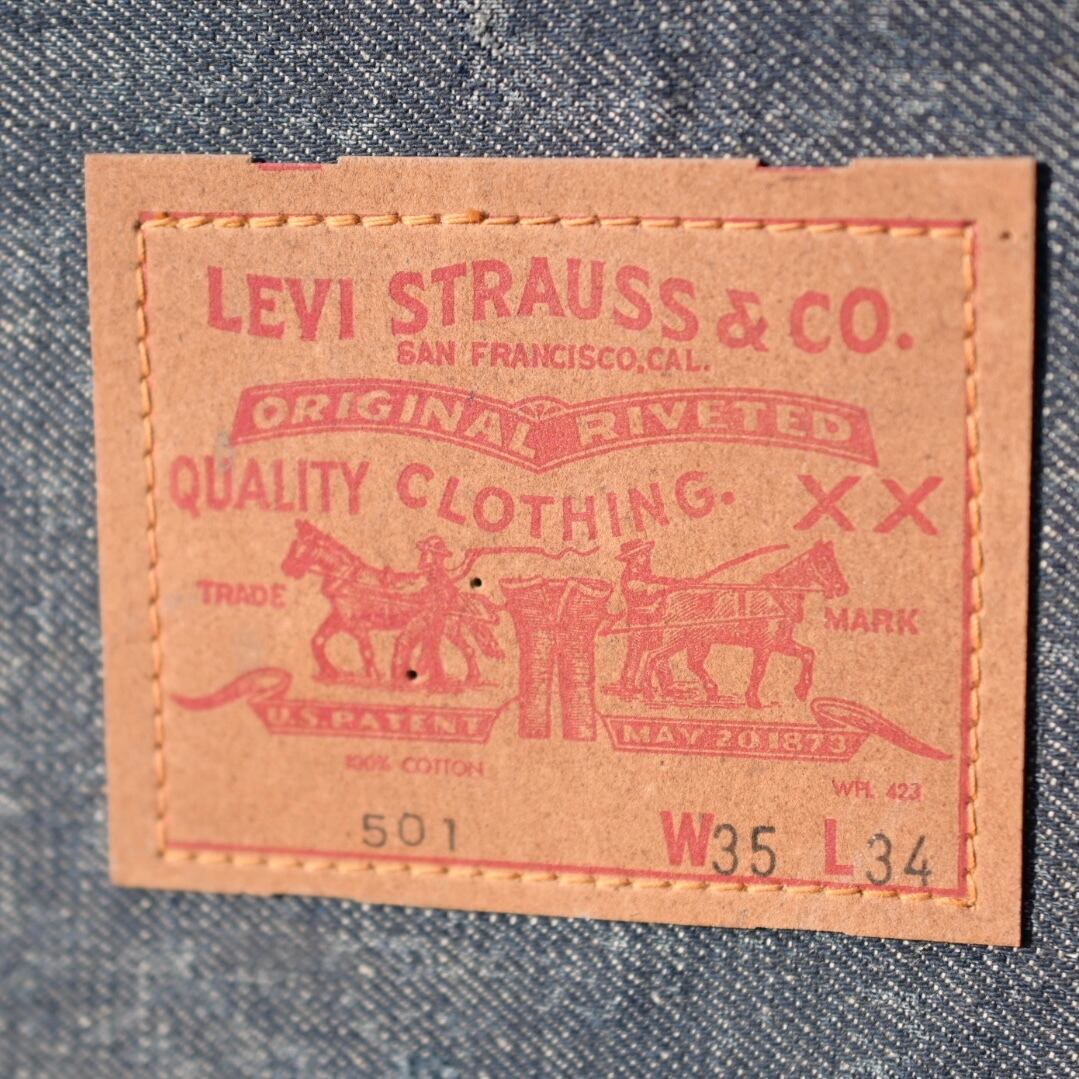 LEVI STRAUSS & CO.
SAN FRANCISCO, CAL.
ORIGINAL RIVETED
QUALITY CLOTHING. XX
TRADE MARK
U.S. PATENT MAY 20 1873
100% COTTON
WPL 423
501 W35 L34